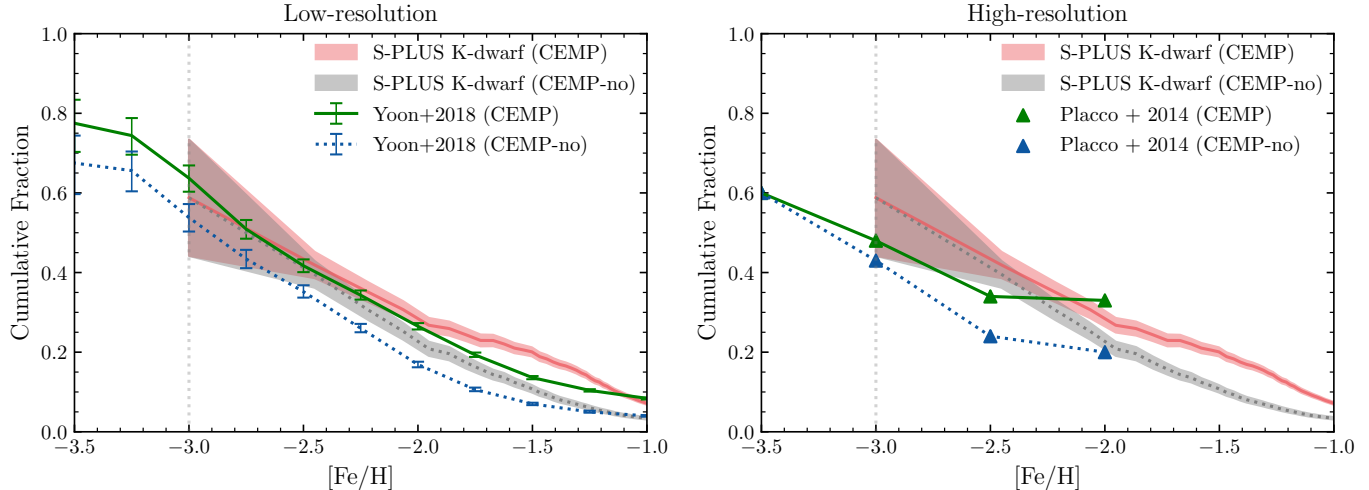 Low-resolution
S-PLUS K-dwarf (CEMP)
S-PLUS K-dwarf (CEMP-no)
Yoon+2018 (CEMP)
Yoon+2018 (CEMP-no)
Cumulative Fraction
1.0
0.8
0.6
0.4
0.2
0.0
−3.5
−3.0
−2.5
−2.0
−1.5
−1.0
[Fe/H]
High-resolution
S-PLUS K-dwarf (CEMP)
S-PLUS K-dwarf (CEMP-no)
Placco + 2014 (CEMP)
Placco + 2014 (CEMP-no)
Cumulative Fraction
1.0
0.8
0.6
0.4
0.2
0.0
−3.5
−3.0
−2.5
−2.0
−1.5
−1.0
[Fe/H]